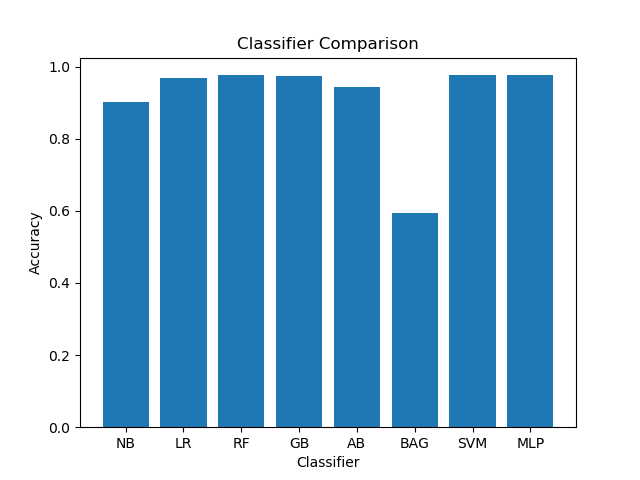 Classifier Comparison
1.0
0.8
0.6
0.4
0.2
0.0
Accuracy
NB LR RF GB AB BAG SVM MLP
Classifier